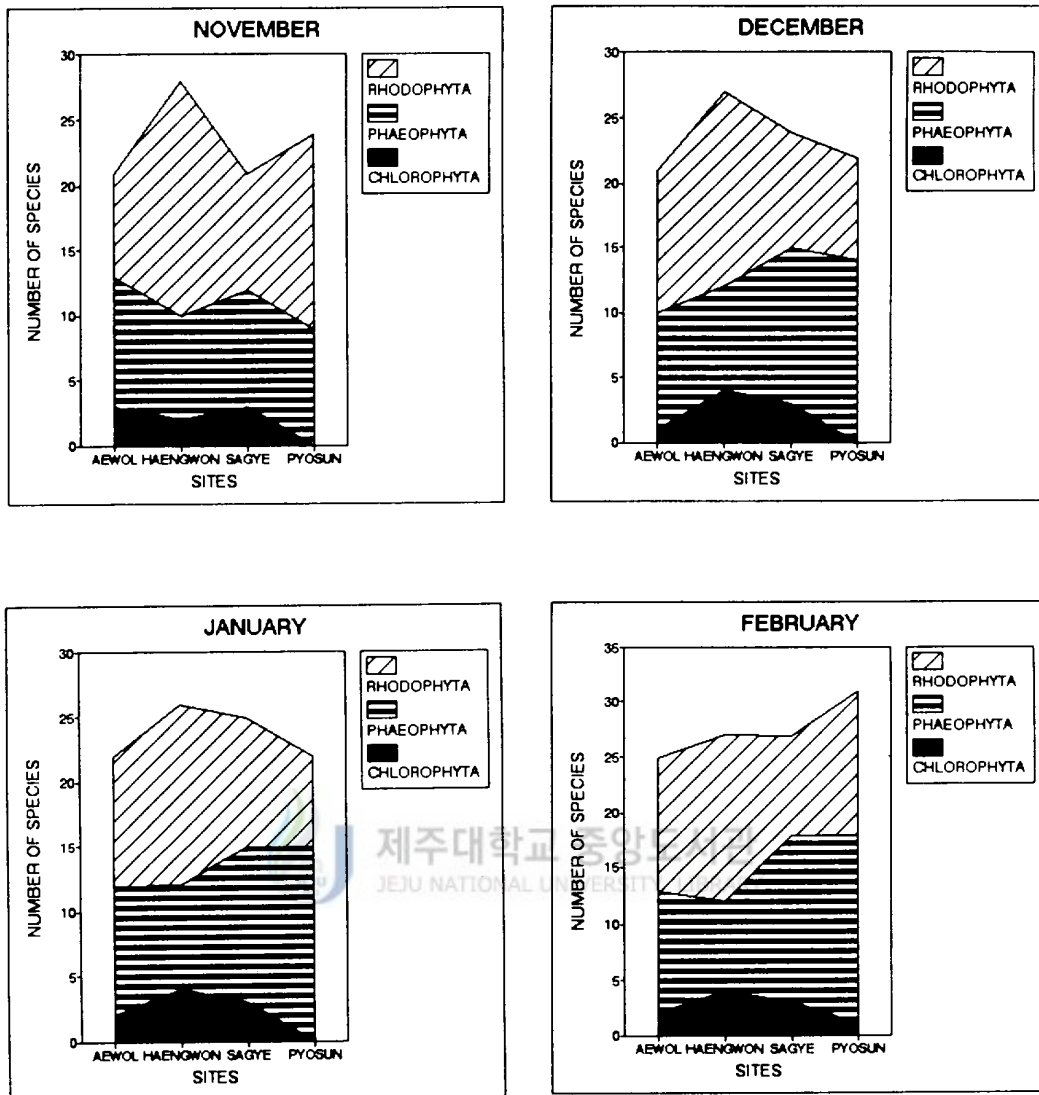 NOVEMBER
NUMBER OF SPECIES
30
25
20
15
10
5
0
AEWOL HAENGWON SAGYE PYOSUN
SITES
RHODOPHYTA
PHAEOPHYTA
CHLOROPHYTA
DECEMBER
NUMBER OF SPECIES
30
25
20
15
10
5
0
AEWOL HAENGWON SAGYE PYOSUN
SITES
RHODOPHYTA
PHAEOPHYTA
CHLOROPHYTA
JANUARY
NUMBER OF SPECIES
30
25
20
15
10
5
0
AEWOL HAENGWON SAGYE PYOSUN
SITES
RHODOPHYTA
PHAEOPHYTA
CHLOROPHYTA
FEBRUARY
NUMBER OF SPECIES
35
30
25
20
15
10
5
0
AEWOL HAENGWON SAGYE PYOSUN
SITES
RHODOPHYTA
PHAEOPHYTA
CHLOROPHYTA
제주대학교 중앙도서관
JEJU NATIONAL UNIVERSITY LIBRARY